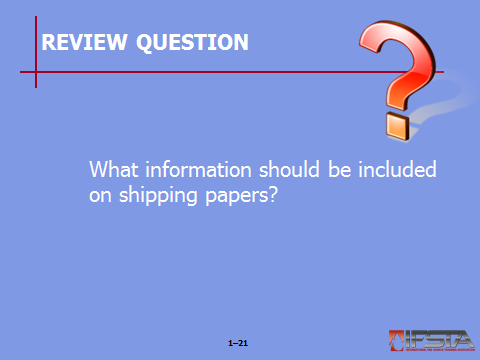 REVIEW QUESTION
What information should be included
on shipping papers?
1–21
IFSTA